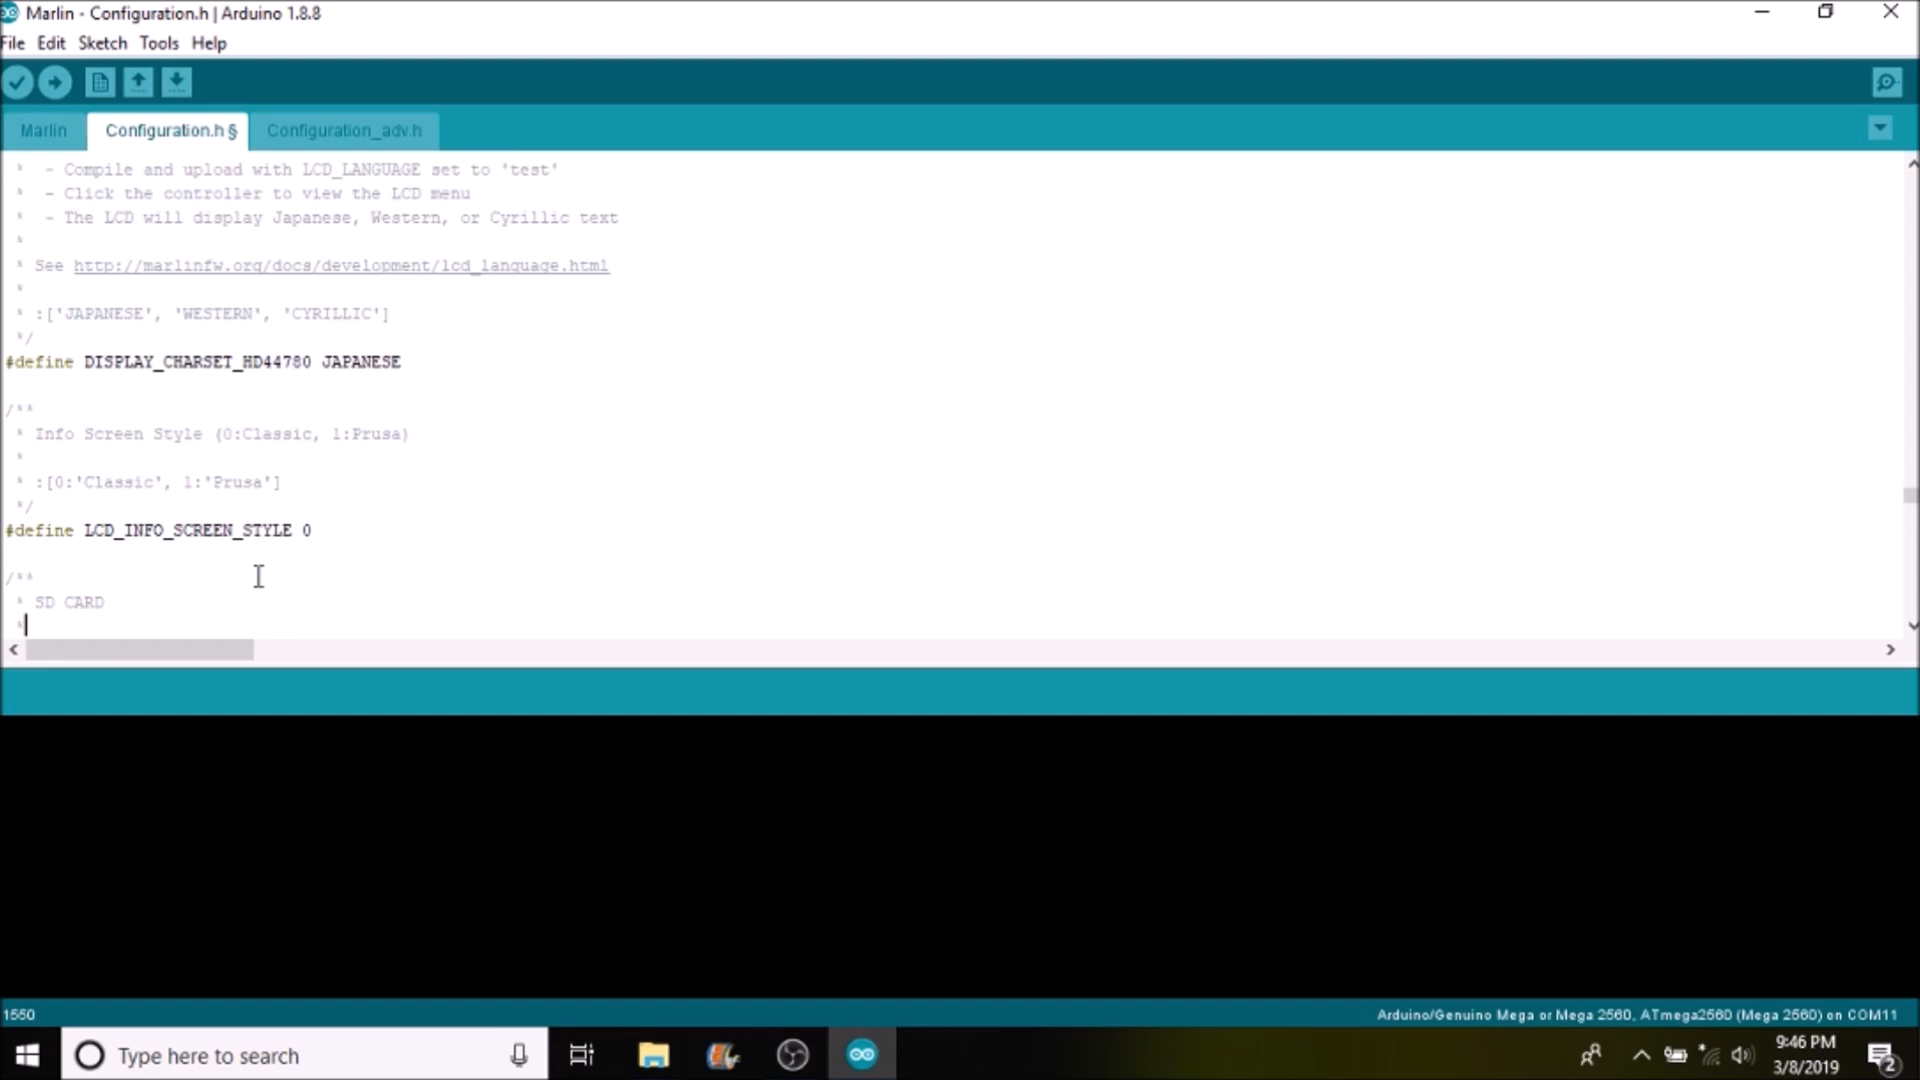 Marlin - Configuration.h | Arduino 1.8.8
File Edit Sketch Tools Help
Marlin Configuration.h § Configuration_adv.h
*  - Compile and upload with LCD_LANGUAGE set to 'test'
*  - Click the controller to view the LCD menu
*  - The LCD will display Japanese, Western, or Cyrillic text
*
* See http://marlinfw.org/docs/development/lcd_language.html
*
* :['JAPANESE', 'WESTERN', 'CYRILLIC']
*/
#define DISPLAY_CHARSET_HD44780 JAPANESE
/**
* Info Screen Style (0:Classic, 1:Prusa)
*
* :[0:'Classic', 1:'Prusa']
*/
#define LCD_INFO_SCREEN_STYLE 0
/**
* SD CARD
*
1550 Arduino/Genuino Mega or Mega 2560, ATmega2560 (Mega 2560) on COM11
Type here to search
9:46 PM
3/8/2019
2